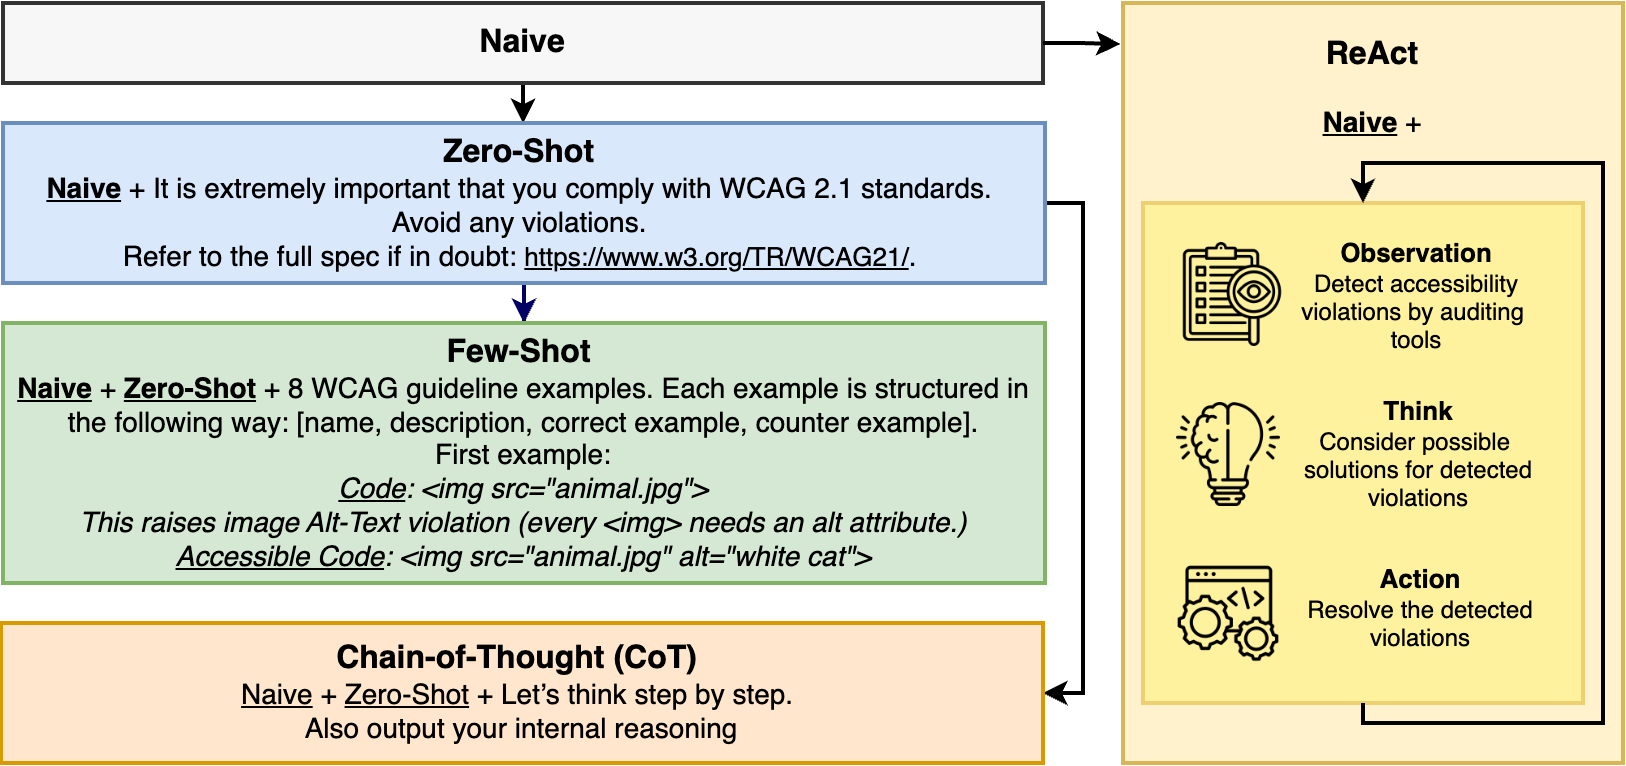 Naive
Zero-Shot
Naive + It is extremely important that you comply with WCAG 2.1 standards.
Avoid any violations.
Refer to the full spec if in doubt: https://www.w3.org/TR/WCAG21/.
Few-Shot
Naive + Zero-Shot + 8 WCAG guideline examples. Each example is structured in
the following way: [name, description, correct example, counter example].
First example:
Code: <img src="animal.jpg">
This raises image Alt-Text violation (every <img> needs an alt attribute.)
Accessible Code: <img src="animal.jpg" alt="white cat">
Chain-of-Thought (CoT)
Naive + Zero-Shot + Let's think step by step.
Also output your internal reasoning
ReAct
Naive +
Observation
Detect accessibility
violations by auditing
tools
Think
Consider possible
solutions for detected
violations
Action
Resolve the detected
violations